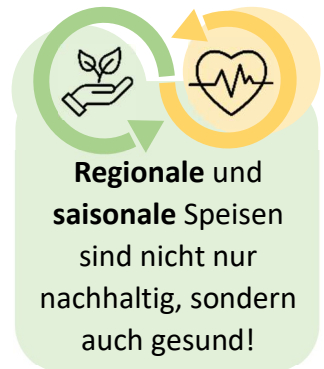 Regionale und
saisonale Speisen
sind nicht nur
nachhaltig, sondern
auch gesund!